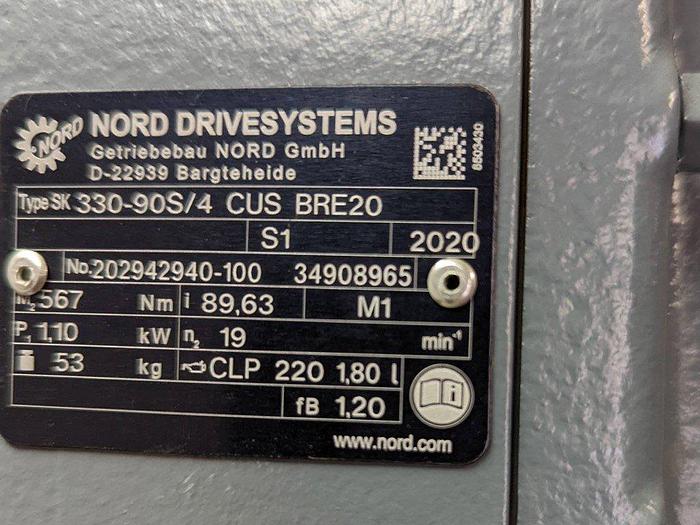 NORD
NORD DRIVESYSTEMS
Getriebebau NORD GmbH
D-22939 Bargteheide
6503430
Type SK 330-90S/4 CUS BRE20
S1 2020
No. 202942940-100 34908965
M₂ 567 Nm i 89,63 M1
P₁ 1,10 kW n₂ 19 min⁻¹
53 kg CLP 220 1,80 l
fB 1,20
www.nord.com